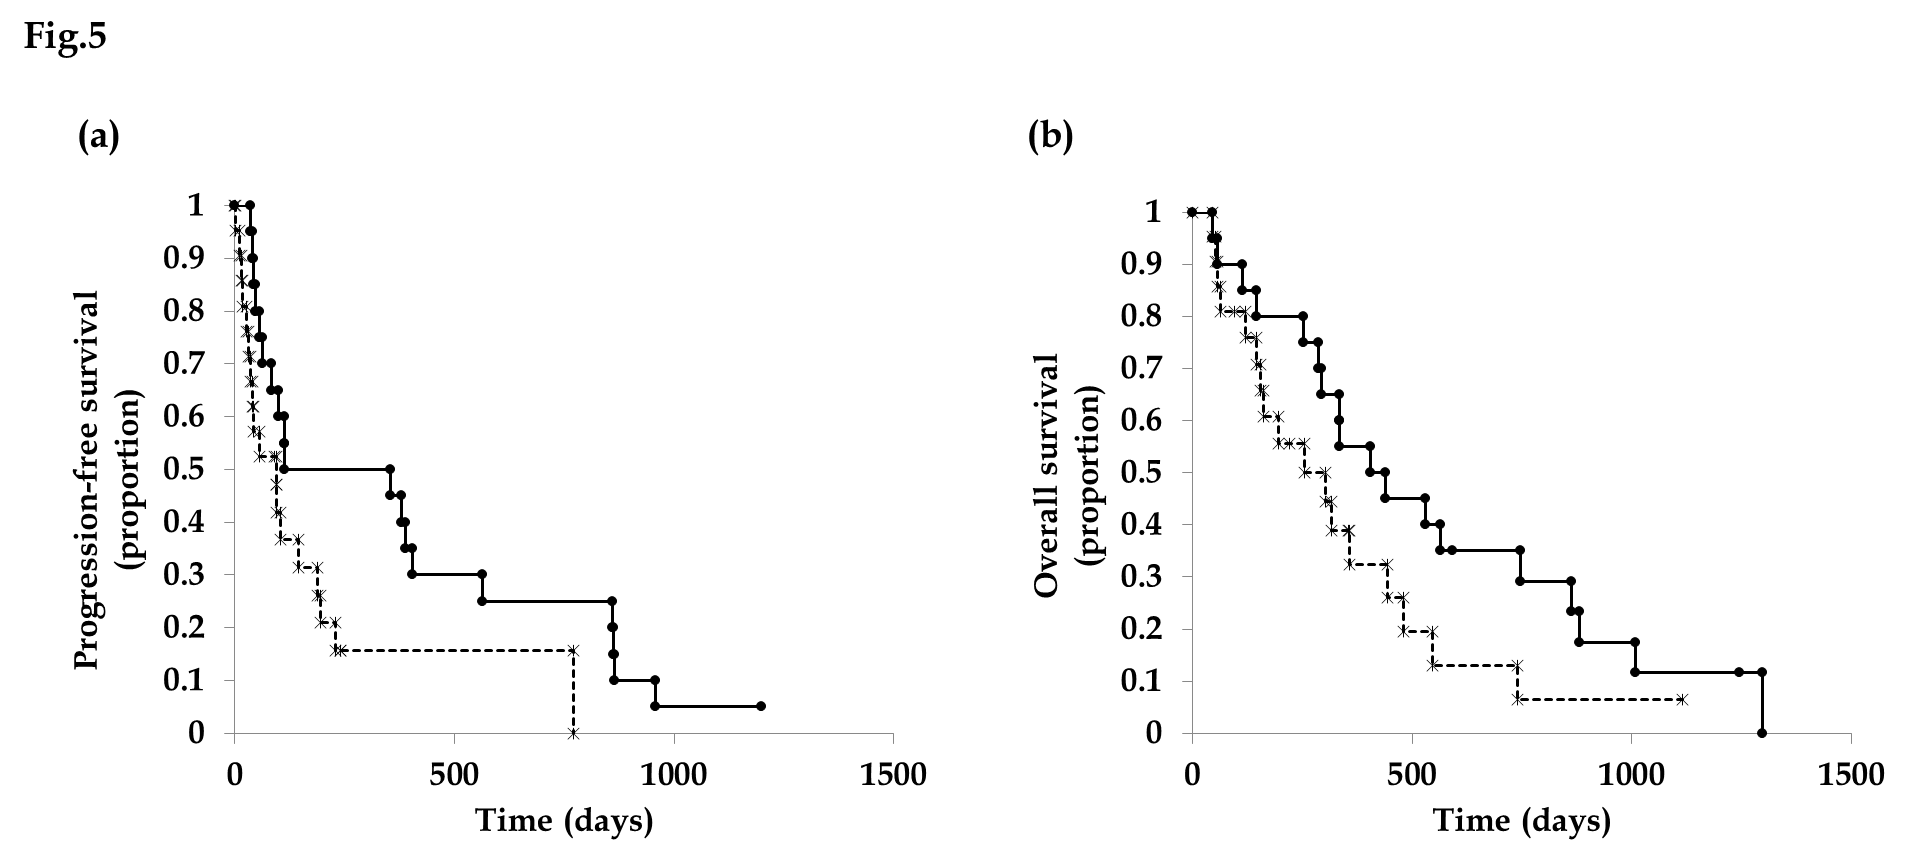 Fig.5
(a)
Progression-free survival
(proportion)
1
0.9
0.8
0.7
0.6
0.5
0.4
0.3
0.2
0.1
0
0 500 1000 1500
Time (days)
(b)
Overall survival
(proportion)
1
0.9
0.8
0.7
0.6
0.5
0.4
0.3
0.2
0.1
0
0 500 1000 1500
Time (days)